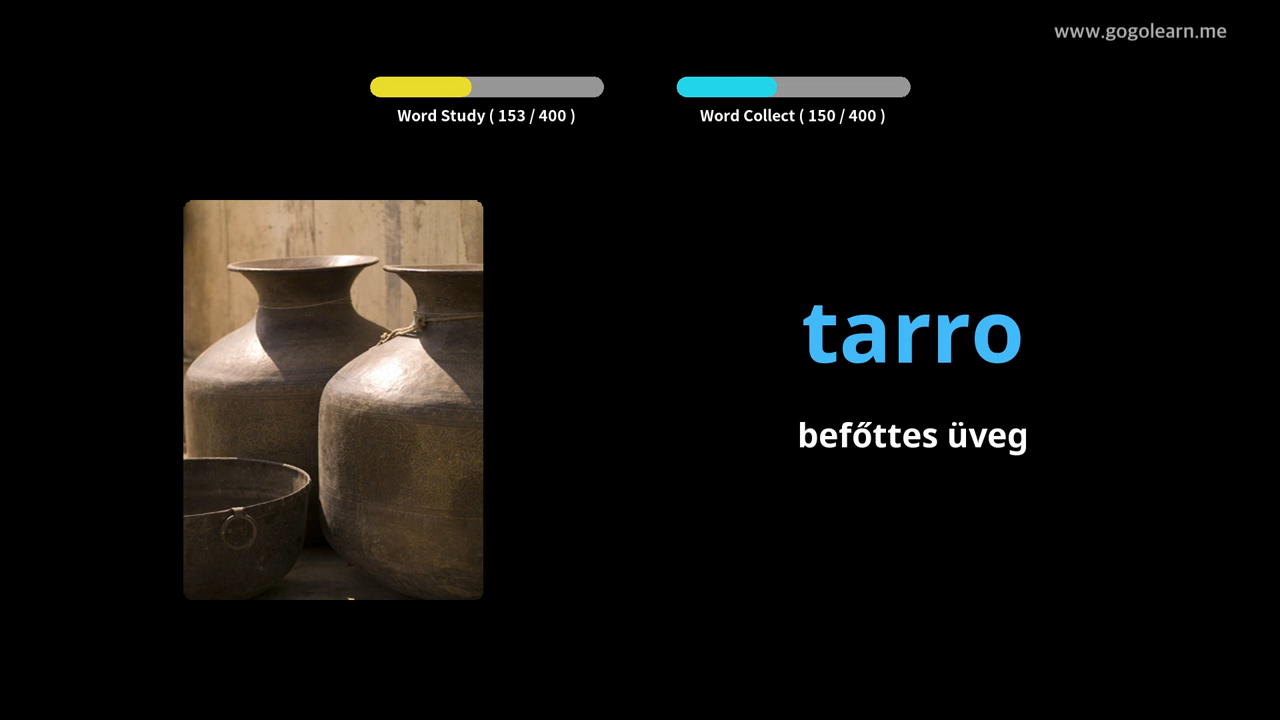 www.gogolearn.me
Word Study ( 153 / 400 )
Word Collect ( 150 / 400 )
tarro
befőttes üveg